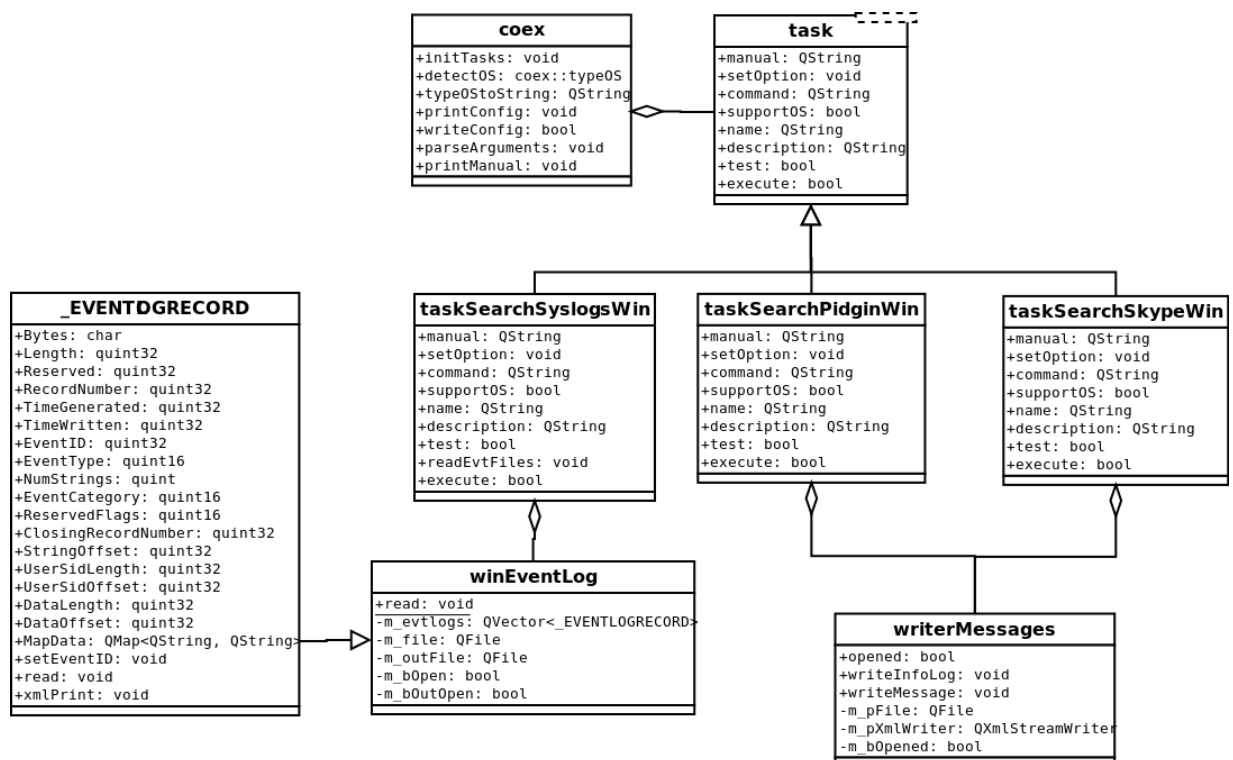 coex
+initTasks: void
+detectOS: coex::typeOS
+typeOStoString: QString
+printConfig: void
+writeConfig: bool
+parseArguments: void
+printManual: void
task
+manual: QString
+setOption: void
+command: QString
+supportOS: bool
+name: QString
+description: QString
+test: bool
+execute: bool
_EVENTLOGRECORD
+Bytes: char
+Length: quint32
+Reserved: quint32
+RecordNumber: quint32
+TimeGenerated: quint32
+TimeWritten: quint32
+EventID: quint32
+EventType: quint16
+NumStrings: quint
+EventCategory: quint16
+ReservedFlags: quint16
+ClosingRecordNumber: quint32
+StringOffset: quint32
+UserSidLength: quint32
+UserSidOffset: quint32
+DataLength: quint32
+DataOffset: quint32
+MapData: QMap<QString, QString>
+setEventID: void
+read: void
+xmlPrint: void
taskSearchSyslogsWin
+manual: QString
+setOption: void
+command: QString
+supportOS: bool
+name: QString
+description: QString
+test: bool
+readEvtFiles: void
+execute: bool
taskSearchPidginWin
+manual: QString
+setOption: void
+command: QString
+supportOS: bool
+name: QString
+description: QString
+test: bool
+execute: bool
taskSearchSkypeWin
+manual: QString
+setOption: void
+command: QString
+supportOS: bool
+name: QString
+description: QString
+test: bool
+execute: bool
winEventLog
+read: void
-m_evtlogs: QVector<_EVENTLOGRECORD>
-m_file: QFile
-m_outFile: QFile
-m_bOpen: bool
-m_bOutOpen: bool
writerMessages
+opened: bool
+writeInfoLog: void
+writeMessage: void
-m_pFile: QFile
-m_pXmlWriter: QXmlStreamWriter
-m_bOpened: bool